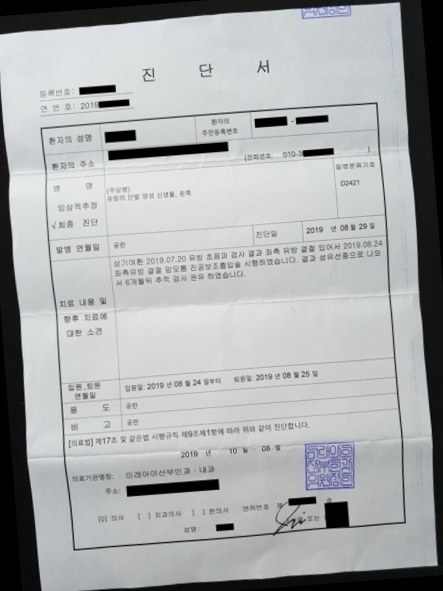 진 단 서
등록번호:
연 번 호: 2019
환자의 성명
환자의
주민등록번호
-
환자의 주소
(전화번호: 010-3 )
병 명
(주상병)
유방의 단발 양성 신생물, 왼쪽
질병분류기호
D2421
임상적추정
√최종 진단
발병 연월일 공란 진단일 2019 년 08 월 29 일
치료 내용 및
향후 치료에
대한 소견
상기여환 2019.07.20 유방 초음파 검사 결과 좌측 유방 결절 있어서 2019.08.24
좌측유방 결절 맘모톰 진공보조흡입술 시행하였습니다. 결과 섬유선종으로 나와
서 6개월뒤 추적 검사 권유 하였습니다.
입원.퇴원
연월일
입원일: 2019 년 08 월 24 일부터 퇴원일: 2019 년 08 월 25 일
용 도 공란
비 고 공란
[의료법] 제17조 및 같은법 시행규칙 제9조제1항에 따라 위와 같이 진단합니다.
2019 년 10 월 08 일
의료기관명칭: 미래아이산부인과·내과
주소:
[0] 의사 [ ] 치과의사 [ ] 한의사 면허번호 제 호
성명: 또는